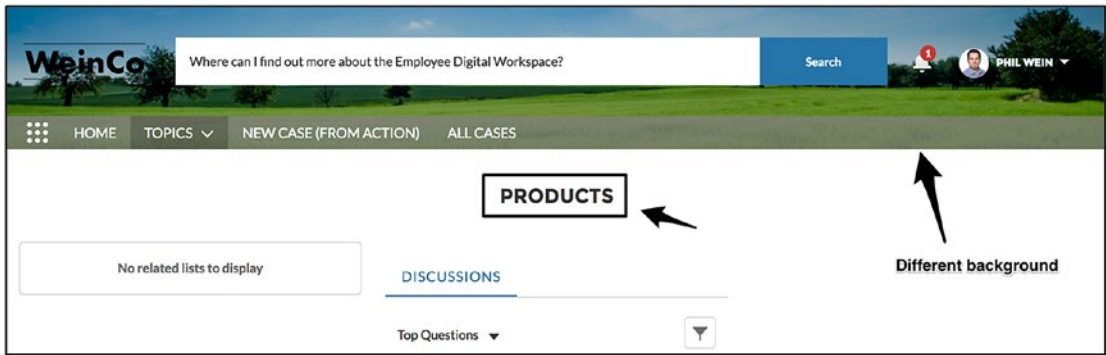 WeinCo
Where can I find out more about the Employee Digital Workspace?
Search
1
PHIL WEIN
HOME TOPICS NEW CASE (FROM ACTION) ALL CASES
PRODUCTS
No related lists to display
DISCUSSIONS
Different background
Top Questions